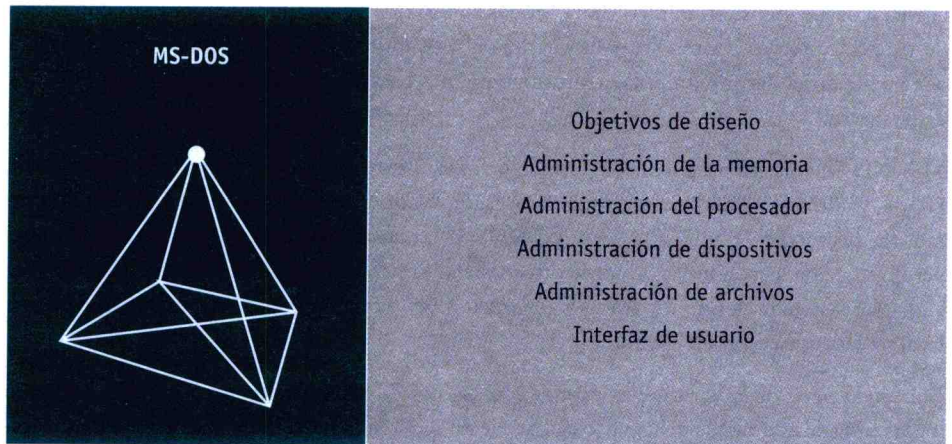 MS-DOS
Objetivos de diseño
Administración de la memoria
Administración del procesador
Administración de dispositivos
Administración de archivos
Interfaz de usuario